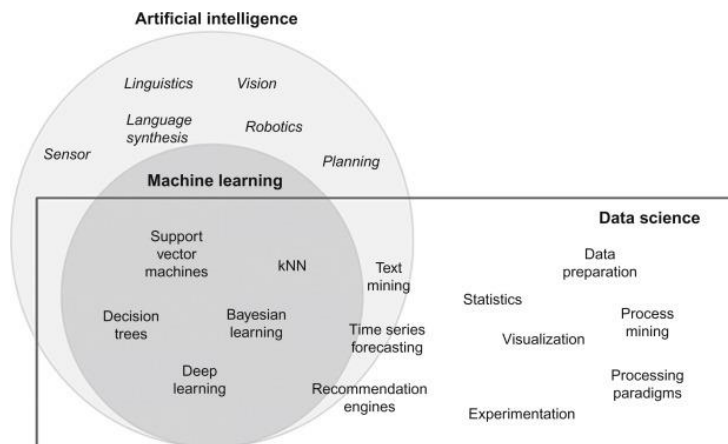 Artificial intelligence
Linguistics
Vision
Language
synthesis
Robotics
Sensor
Planning
Machine learning
Data science
Support
vector
machines
kNN
Text
mining
Data
preparation
Statistics
Decision
trees
Bayesian
learning
Time series
forecasting
Visualization
Process
mining
Deep
learning
Recommendation
engines
Experimentation
Processing
paradigms